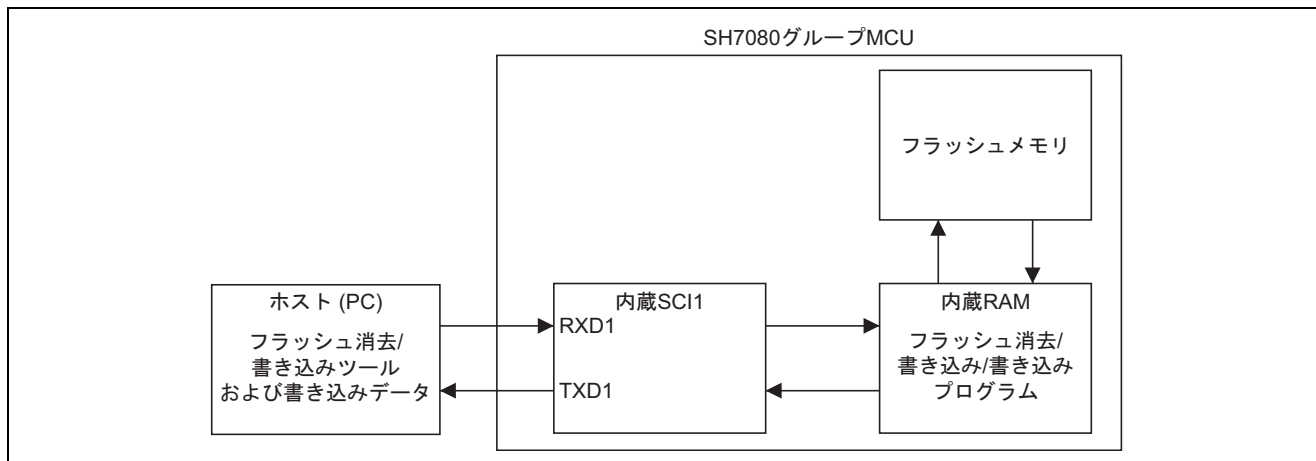 SH7080グループMCU
フラッシュメモリ
ホスト (PC)
フラッシュ消去/
書き込みツール
および書き込みデータ
内蔵SCI1
RXD1
TXD1
内蔵RAM
フラッシュ消去/
書き込み/書き込み
プログラム